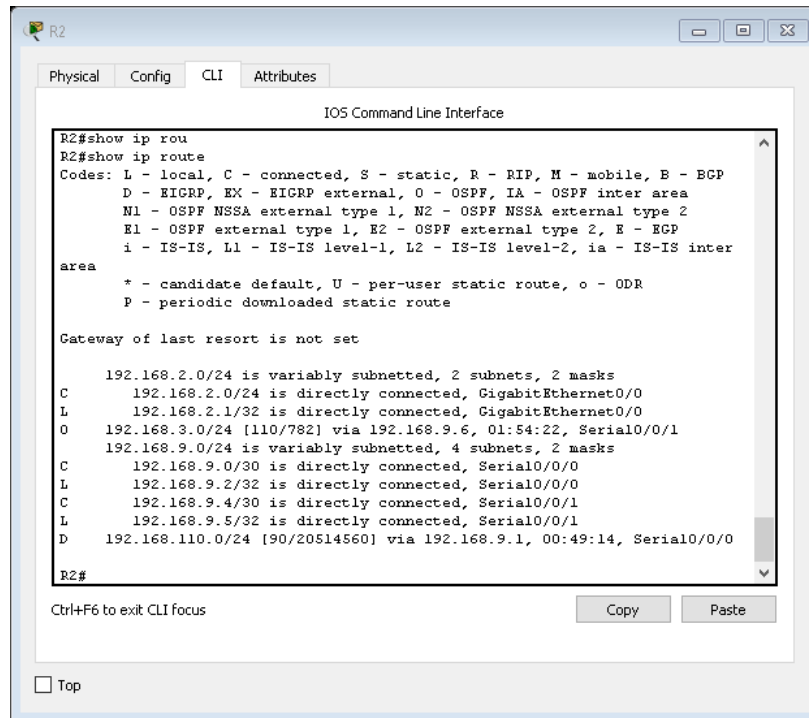 R2
Physical Config CLI Attributes
IOS Command Line Interface
R2#show ip rou
R2#show ip route
Codes: L - local, C - connected, S - static, R - RIP, M - mobile, B - BGP
D - EIGRP, EX - EIGRP external, O - OSPF, IA - OSPF inter area
N1 - OSPF NSSA external type 1, N2 - OSPF NSSA external type 2
E1 - OSPF external type 1, E2 - OSPF external type 2, E - EGP
i - IS-IS, L1 - IS-IS level-1, L2 - IS-IS level-2, ia - IS-IS inter
area
* - candidate default, U - per-user static route, o - ODR
P - periodic downloaded static route
Gateway of last resort is not set
192.168.2.0/24 is variably subnetted, 2 subnets, 2 masks
C 192.168.2.0/24 is directly connected, GigabitEthernet0/0
L 192.168.2.1/32 is directly connected, GigabitEthernet0/0
O 192.168.3.0/24 [110/782] via 192.168.9.6, 01:54:22, Serial0/0/1
192.168.9.0/24 is variably subnetted, 4 subnets, 2 masks
C 192.168.9.0/30 is directly connected, Serial0/0/0
L 192.168.9.2/32 is directly connected, Serial0/0/0
C 192.168.9.4/30 is directly connected, Serial0/0/1
L 192.168.9.5/32 is directly connected, Serial0/0/1
D 192.168.110.0/24 [90/20514560] via 192.168.9.1, 00:49:14, Serial0/0/0
R2#
Ctrl+F6 to exit CLI focus
Copy Paste
Top